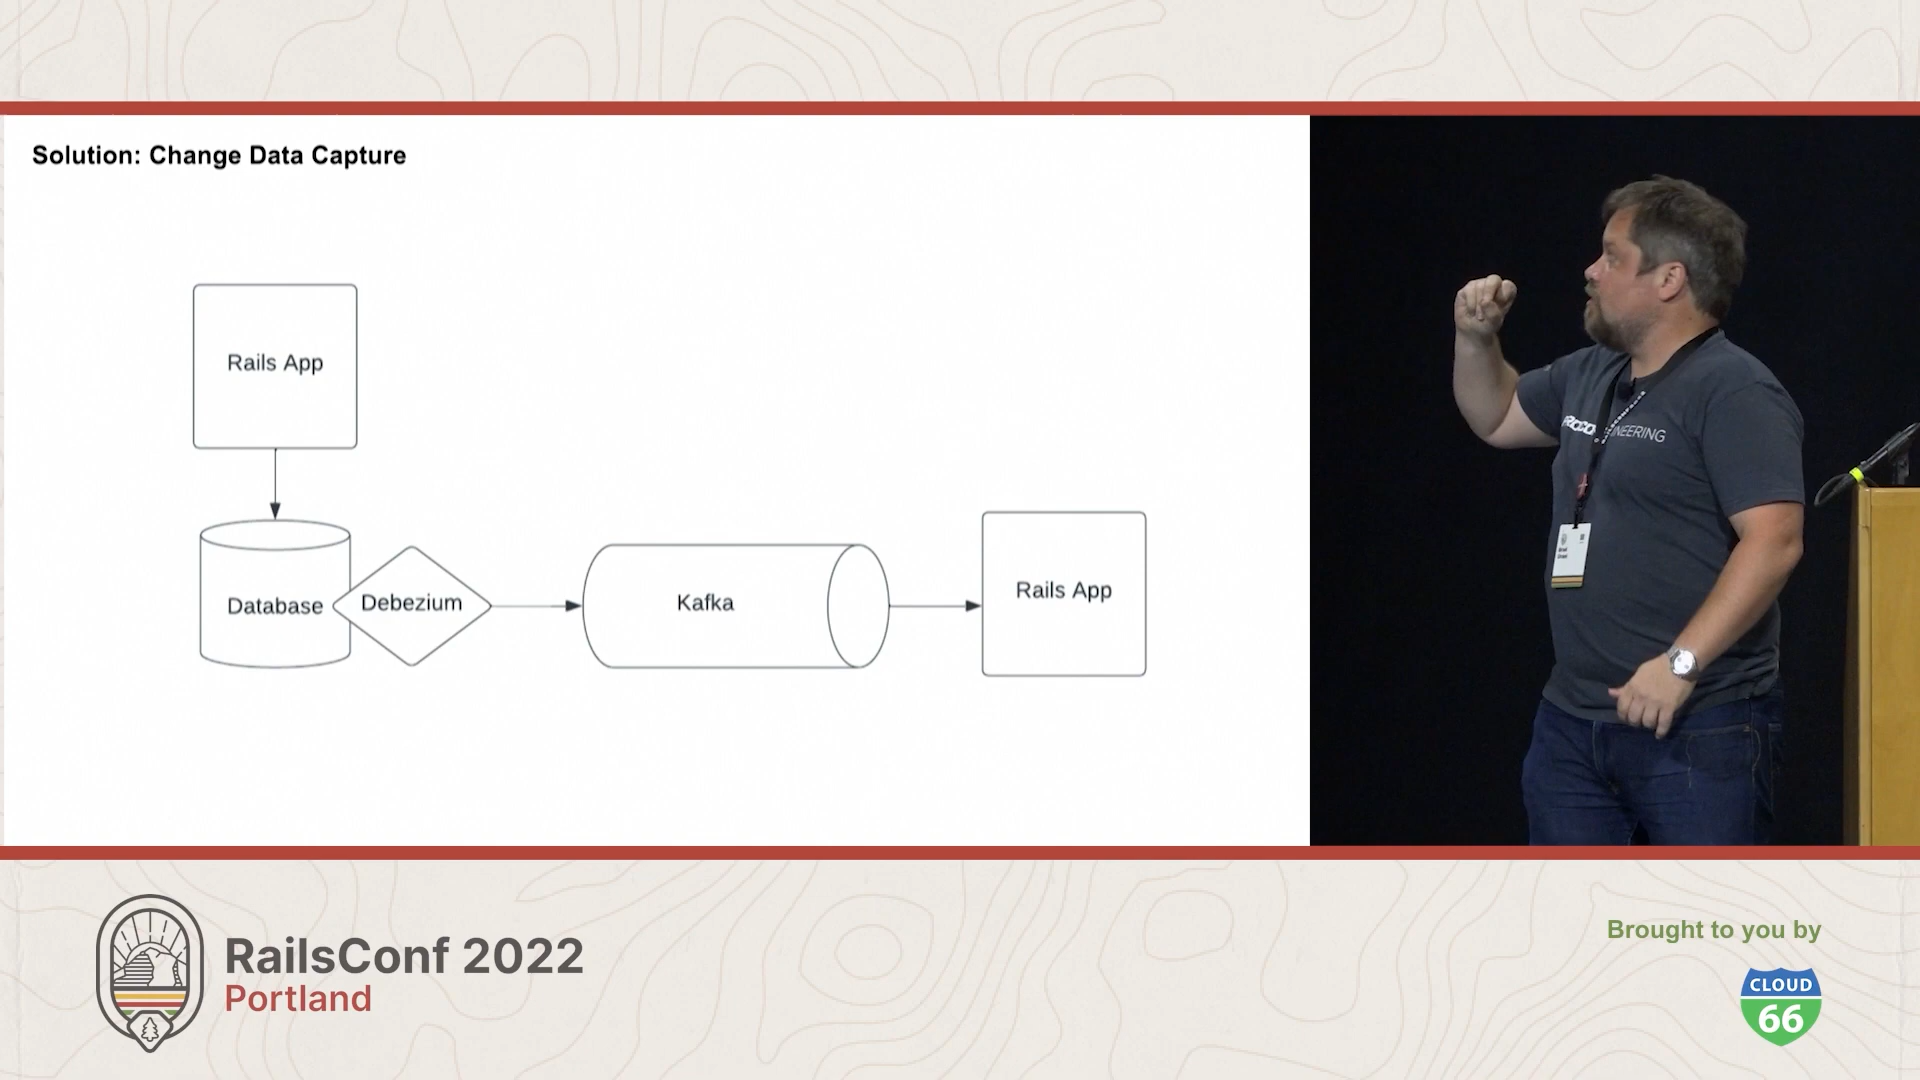 Solution: Change Data Capture
Rails App
Database
Debezium
Kafka
Rails App
RailsConf 2022
Portland
Brought to you by
CLOUD
66